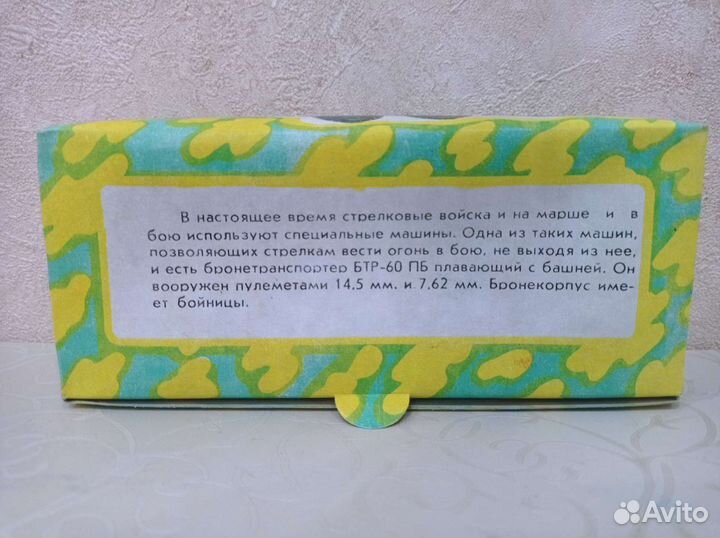 В настоящее время стрелковые войска и на марше и в
бою используют специальные машины. Одна из таких машин,
позволяющих стрелкам вести огонь в бою, не выходя из нее,
и есть бронетранспортер БТР-60 ПБ плавающий с башней. Он
вооружен пулеметами 14,5 мм. и 7,62 мм. Бронекорпус име-
ет бойницы.
Avito